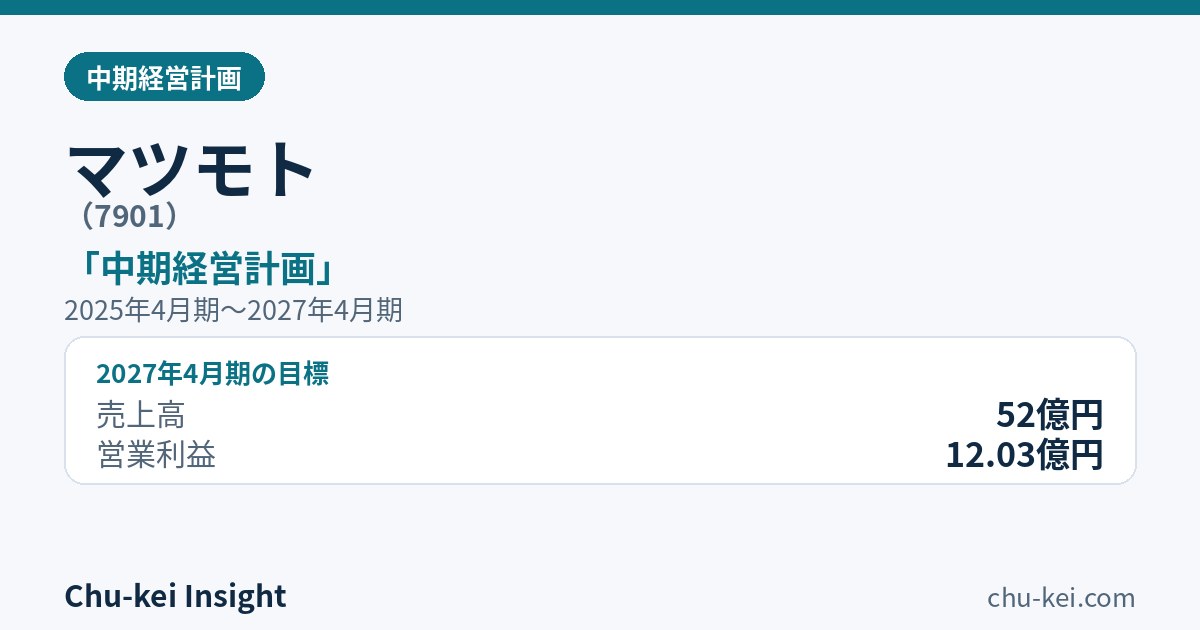 中期経営計画
マツモト
（7901）
「中期経営計画」
2025年4月期～2027年4月期
2027年4月期の目標
売上高 52億円
営業利益 12.03億円
Chu-kei Insight chu-kei.com